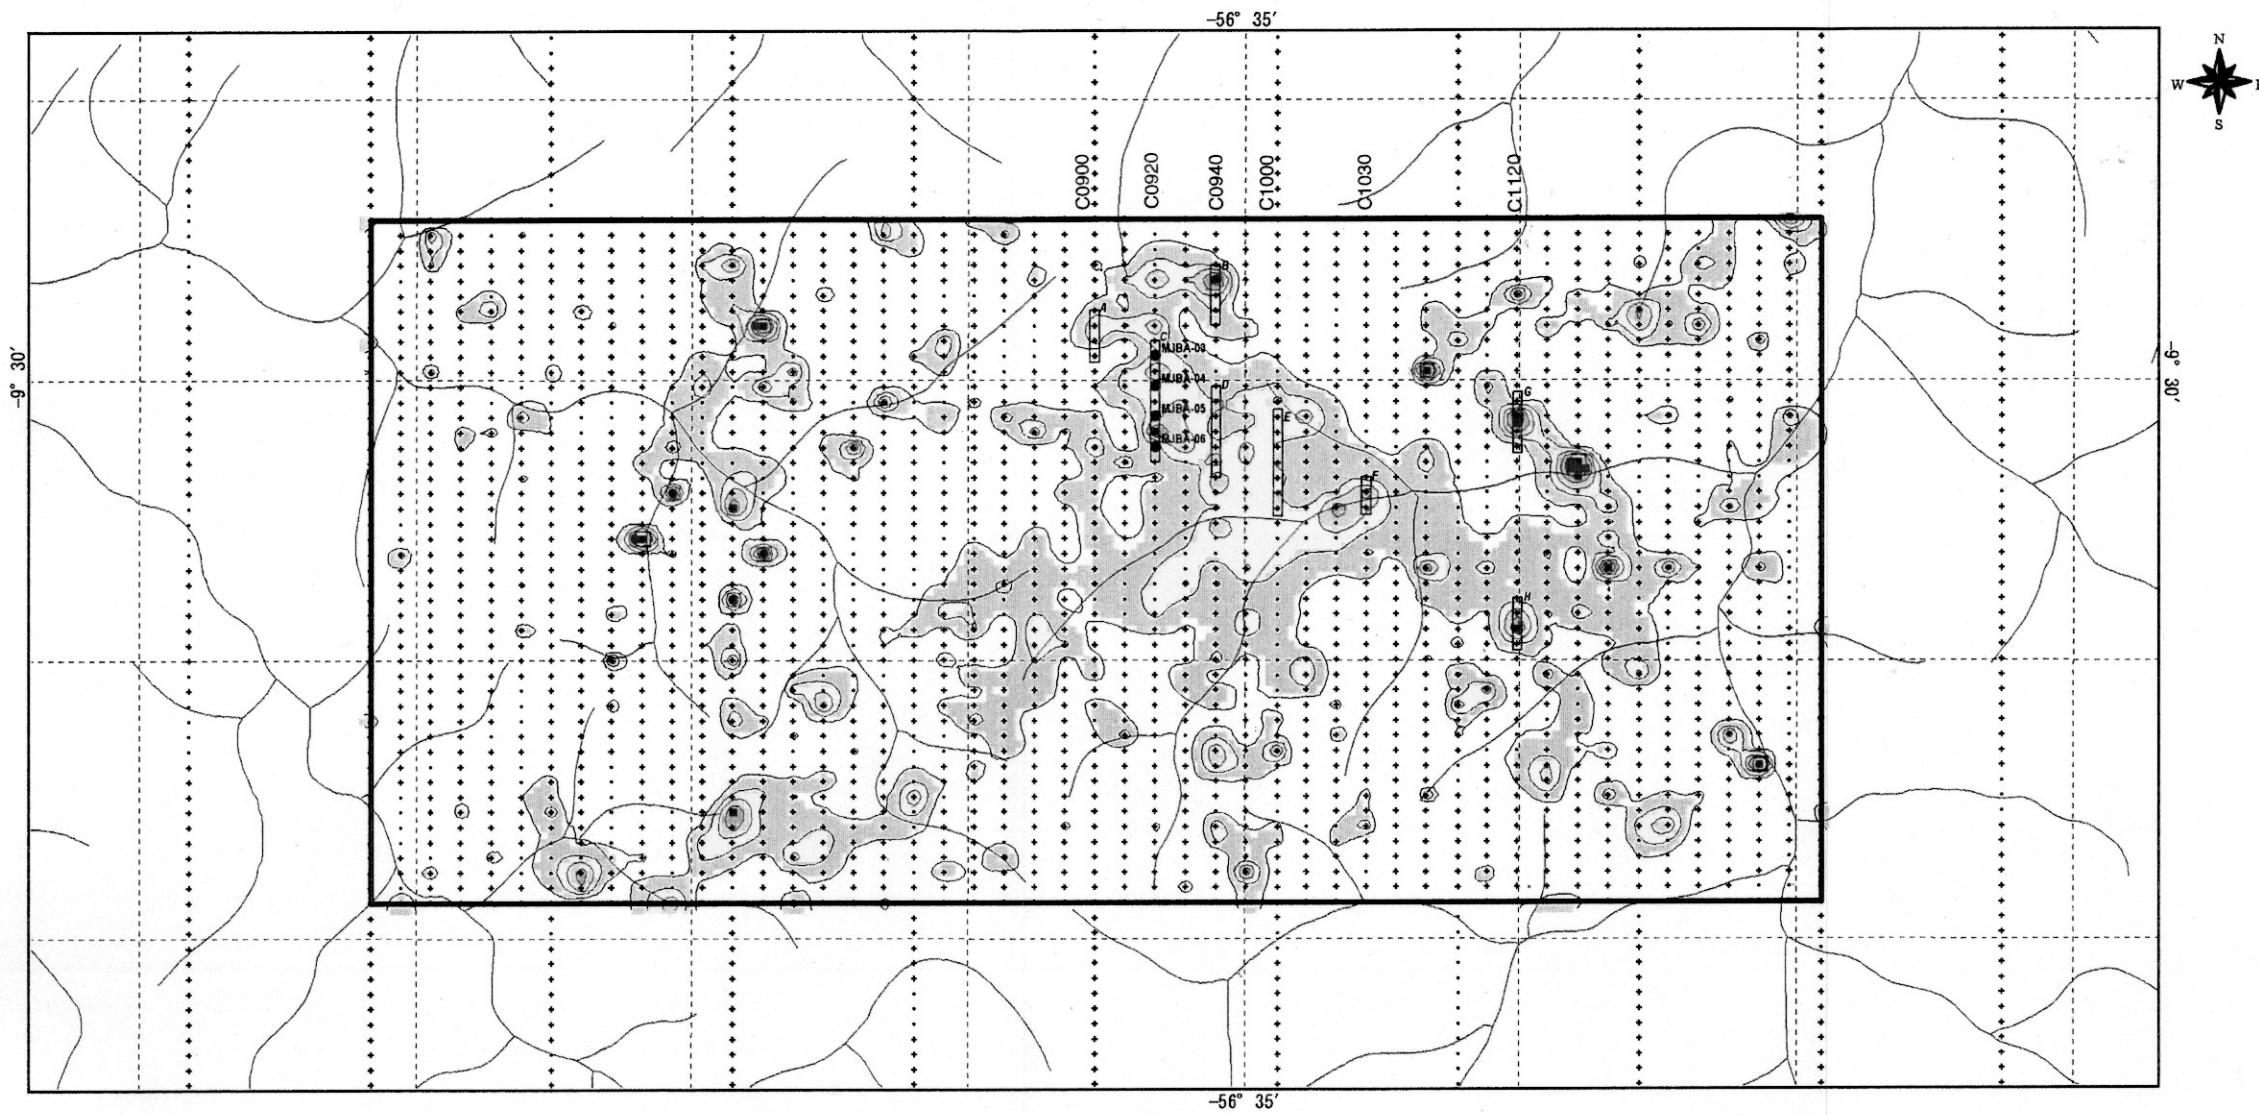 -56° 35′
N
W
E
S
C0900
C0920
C0940
C1000
C1030
C1120
B
A
C
MJBA-03
-9° 30′
-9° 30′
MJBA-04
D
G
MJBA-05
E
MJBA-06
F
H
-56° 35′